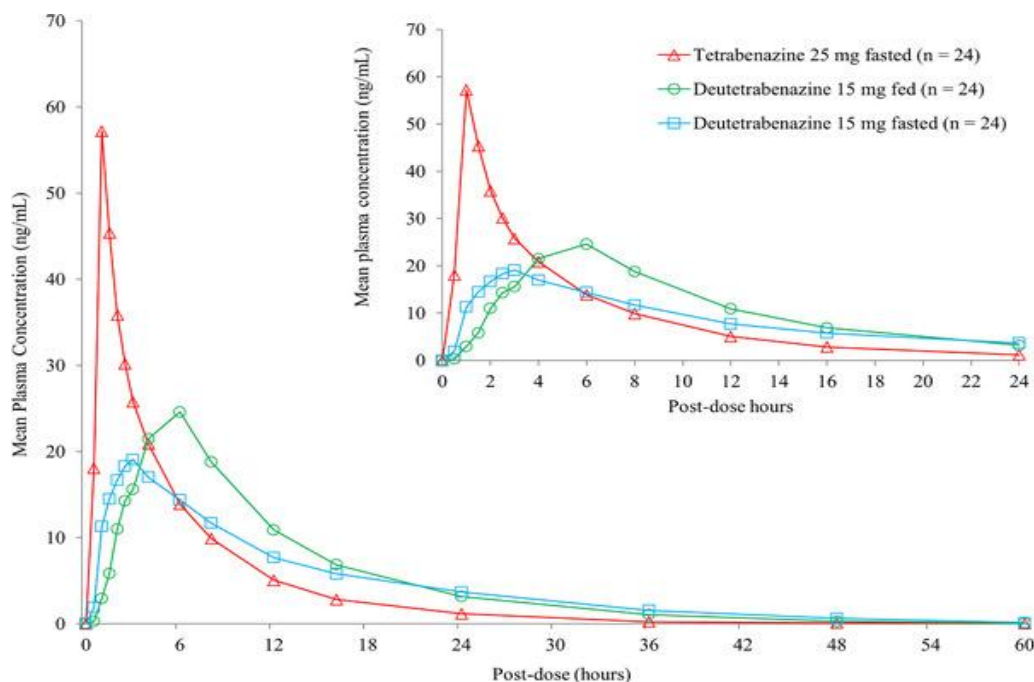 70
60
50
40
30
20
10
0
Mean Plasma Concentration (ng/mL)
0 6 12 18 24 30 36 42 48 54 60
Post-dose (hours)
70
60
50
40
30
20
10
0
Mean plasma concentration (ng/mL)
0 2 4 6 8 10 12 14 16 18 20 22 24
Post-dose hours
Tetrabenazine 25 mg fasted (n = 24)
Deutetrabenazine 15 mg fed (n = 24)
Deutetrabenazine 15 mg fasted (n = 24)